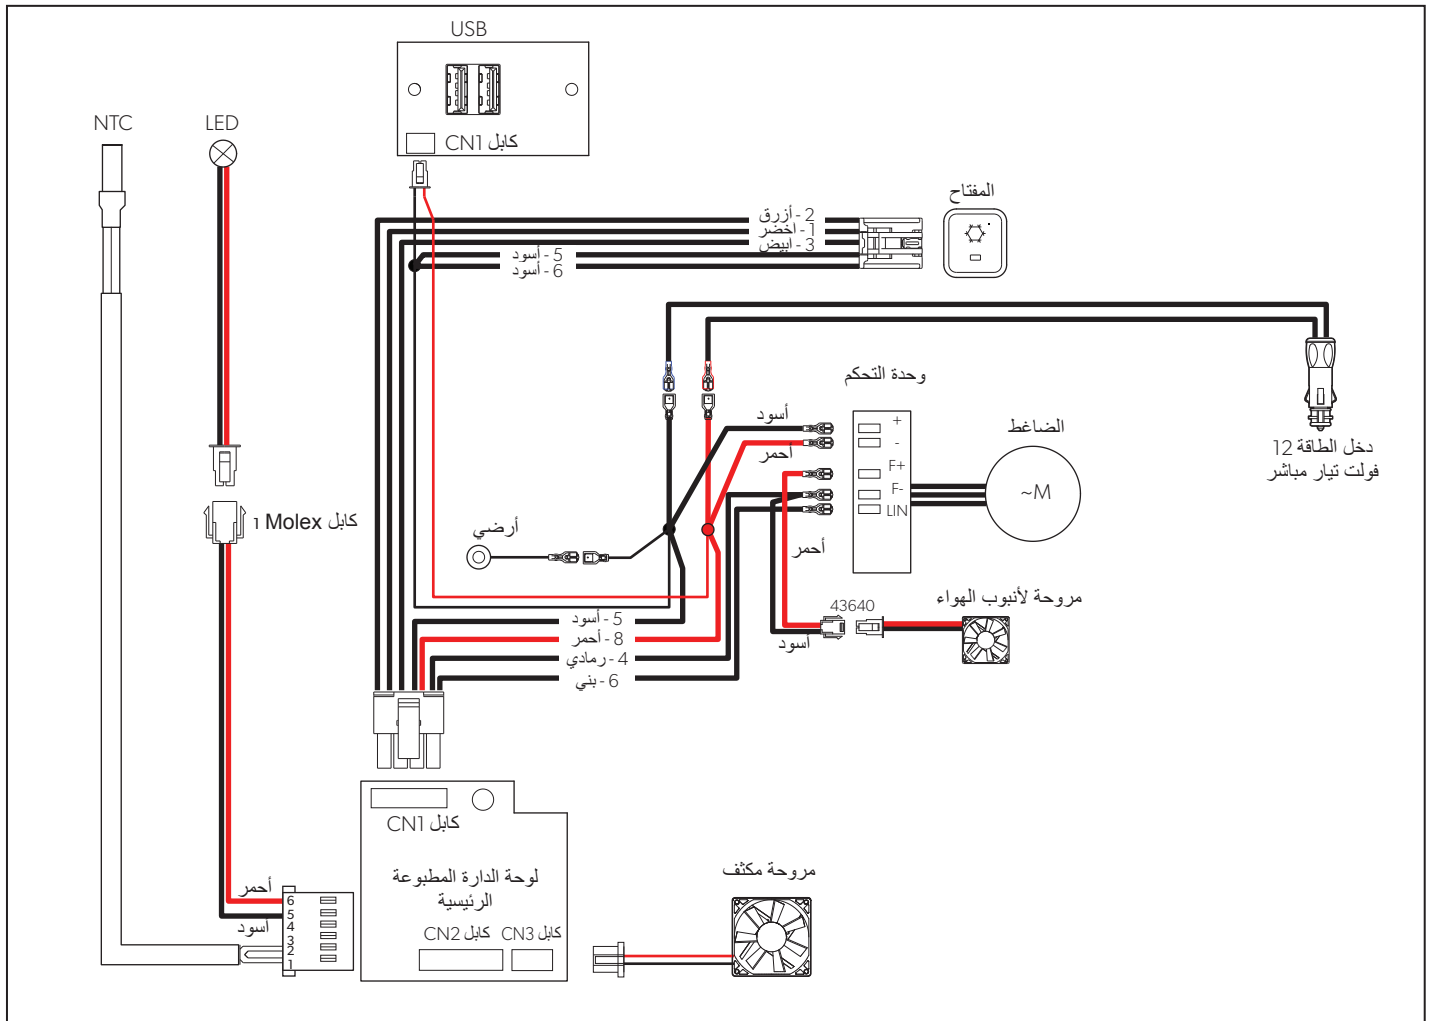 USB
كابل CN1
NTC
LED
المفتاح
2 - أزرق
1 - اخضر
3 - ابيض
5 - أسود
6 - أسود
وحدة التحكم
أسود
أحمر
+
-
F+
F-
LIN
الضاغط
M~
دخل الطاقة 12
فولت تيار مباشر
كابل Molex 1
أرضي
أحمر
43640
أسود
مروحة لأنبوب الهواء
5 - أسود
8 - أحمر
4 - رمادي
6 - بني
كابل CN1
لوحة الدارة المطبوعة
الرئيسية
كابل CN2
كابل CN3
مروحة مكثف
أحمر
أسود
6
5
4
3
2
1